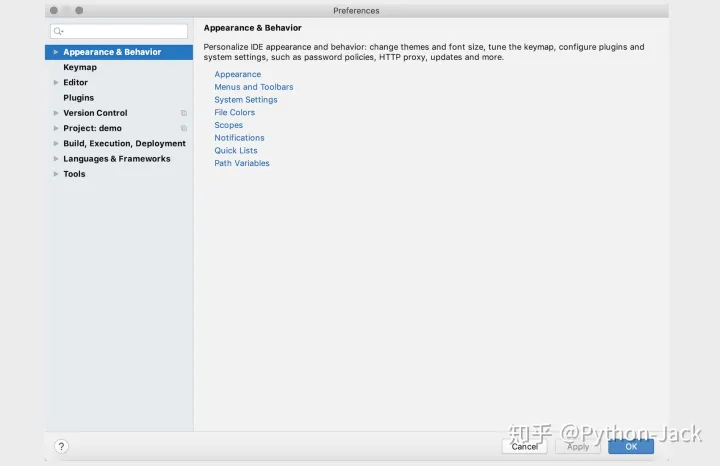 Preferences
Appearance & Behavior
Keymap
Editor
Plugins
Version Control
Project: demo
Build, Execution, Deployment
Languages & Frameworks
Tools
Appearance & Behavior
Personalize IDE appearance and behavior: change themes and font size, tune the keymap, configure plugins and
system settings, such as password policies, HTTP proxy, updates and more.
Appearance
Menus and Toolbars
System Settings
File Colors
Scopes
Notifications
Quick Lists
Path Variables
?
Cancel
Apply
OK
知乎 @Python-Jack